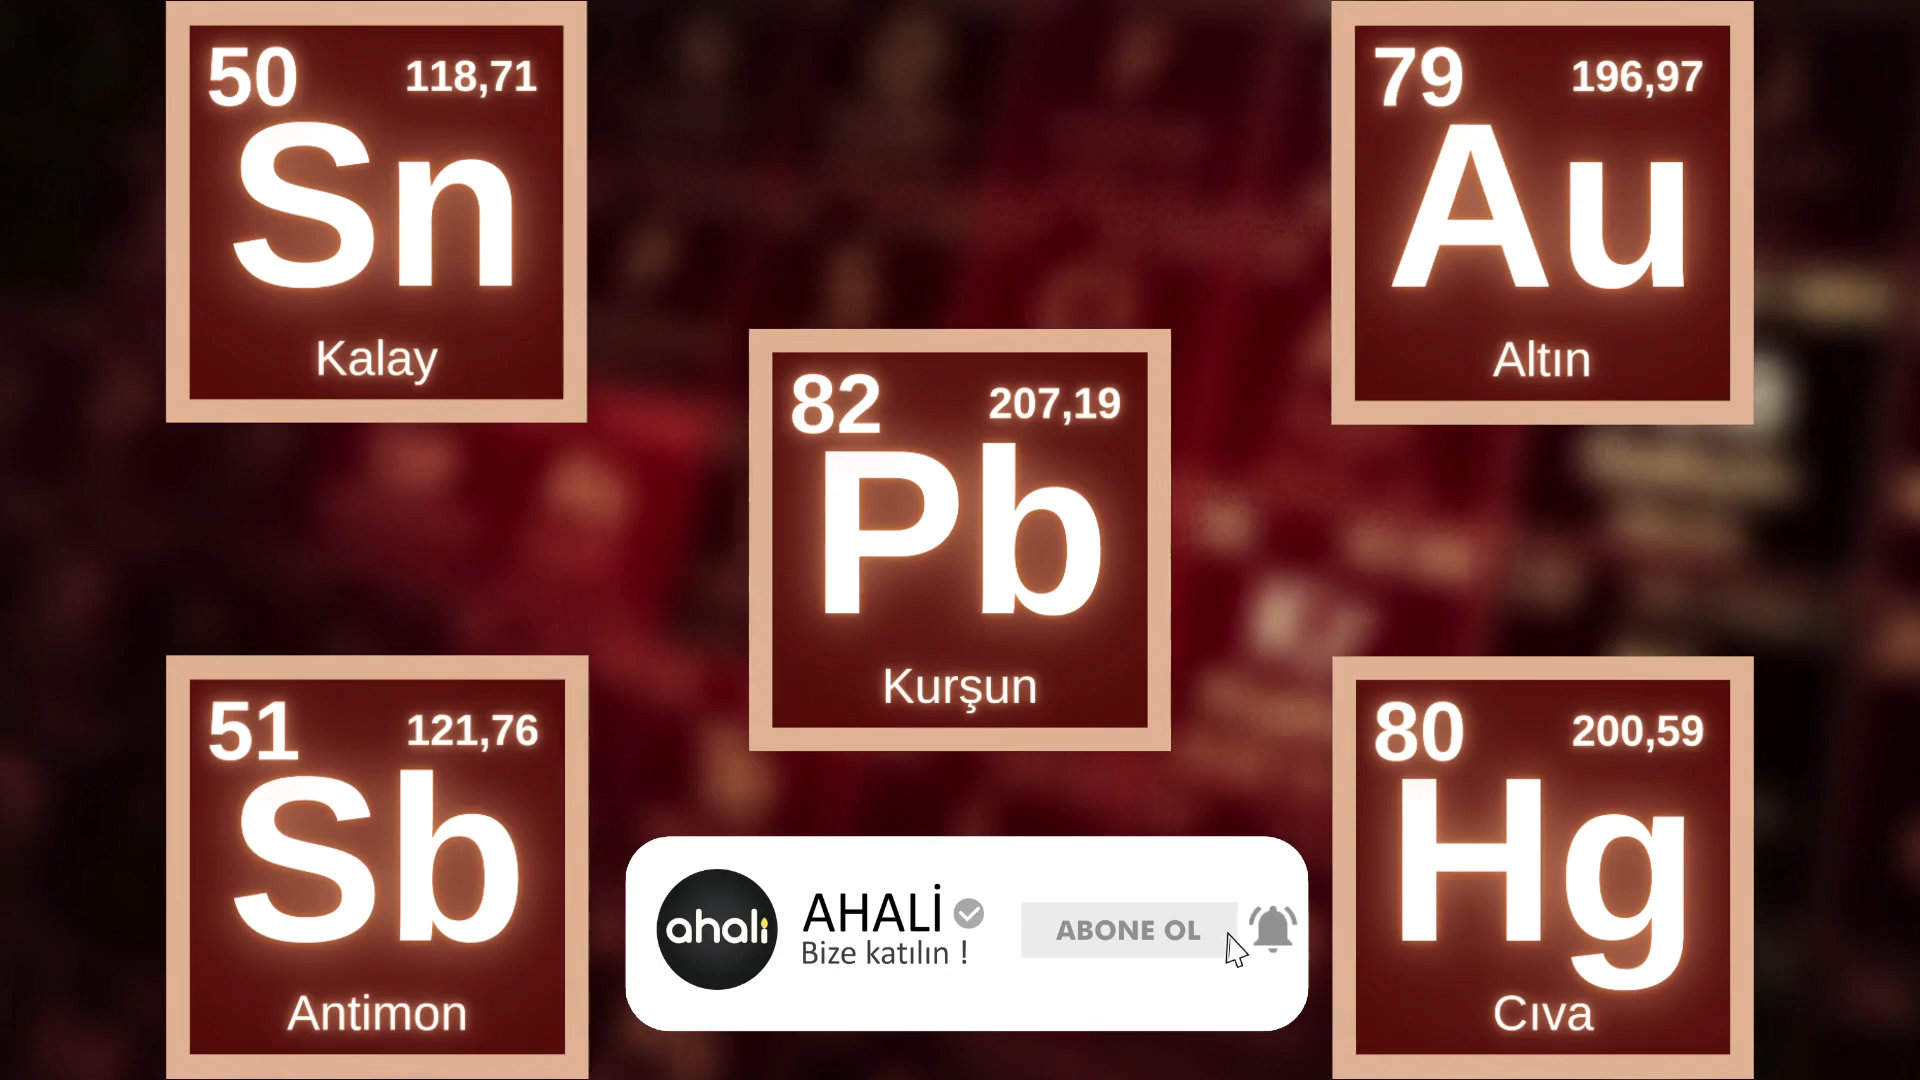 50 118,71
Sn
Kalay
79 196,97
Au
Altın
82 207,19
Pb
Kurşun
51 121,76
Sb
Antimon
80 200,59
Hg
Cıva
ahali
AHALİ
Bize katılın !
ABONE OL